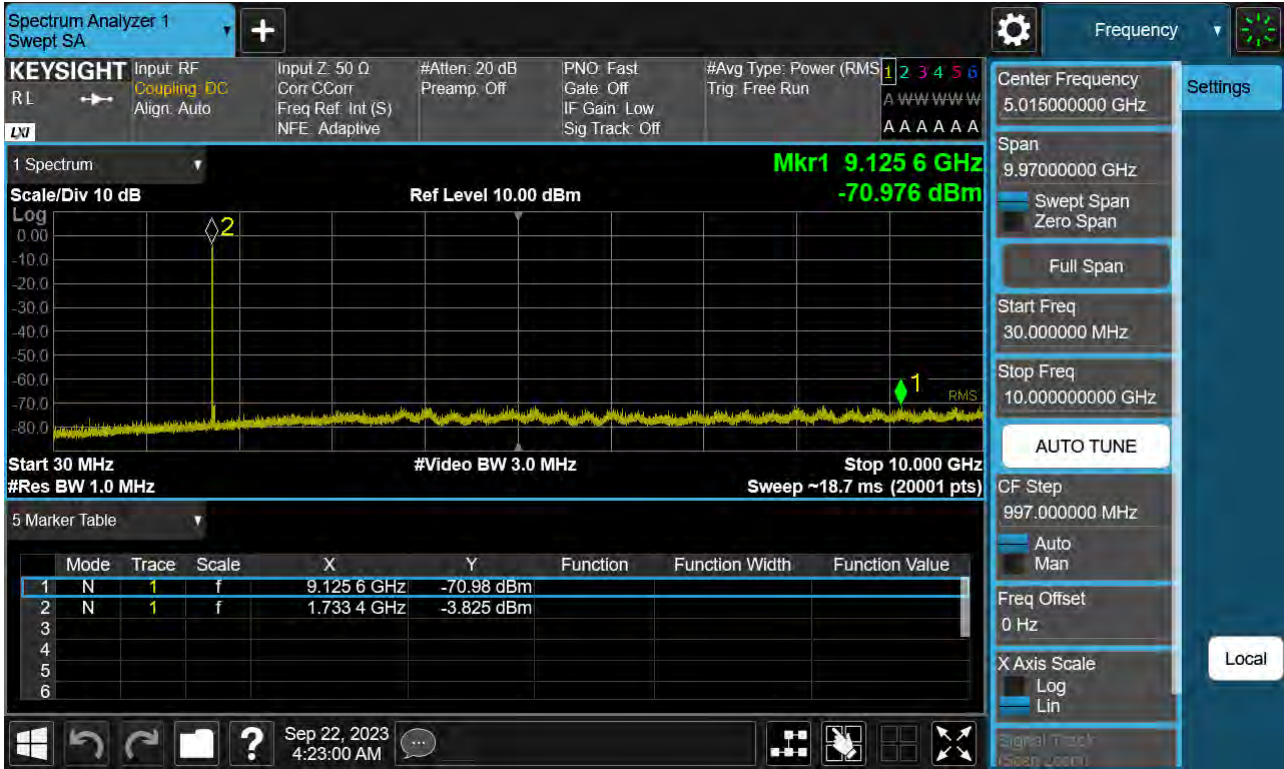 Spectrum Analyzer 1
Swept SA
+
Frequency
KEYSIGHT
RL
LXI
Input: RF
Coupling: DC
Align: Auto
Input Z: 50 Ω
Corr CCorr
Freq Ref: Int (S)
NFE: Adaptive
#Atten: 20 dB
Preamp: Off
PNO: Fast
Gate: Off
IF Gain: Low
Sig Track: Off
#Avg Type: Power (RMS
Trig: Free Run
1 2 3 4 5 6
A W W W W W
A A A A A A
1 Spectrum
Scale/Div 10 dB
Ref Level 10.00 dBm
Mkr1 9.125 6 GHz
-70.976 dBm
Log
0.00
-10.0
-20.0
-30.0
-40.0
-50.0
-60.0
-70.0
-80.0
2
1
RMS
Start 30 MHz
#Video BW 3.0 MHz
Stop 10.000 GHz
#Res BW 1.0 MHz
Sweep ~18.7 ms (20001 pts)
5 Marker Table
Mode Trace Scale X Y Function Function Width Function Value
1 N 1 f 9.125 6 GHz -70.98 dBm
2 N 1 f 1.733 4 GHz -3.825 dBm
3
4
5
6
Sep 22, 2023
4:23:00 AM
?
Center Frequency
5.015000000 GHz
Settings
Span
9.97000000 GHz
Swept Span
Zero Span
Full Span
Start Freq
30.000000 MHz
Stop Freq
10.000000000 GHz
AUTO TUNE
CF Step
997.000000 MHz
Auto
Man
Freq Offset
0 Hz
X Axis Scale
Log
Lin
Signal Track
(Span Zoom)
Local